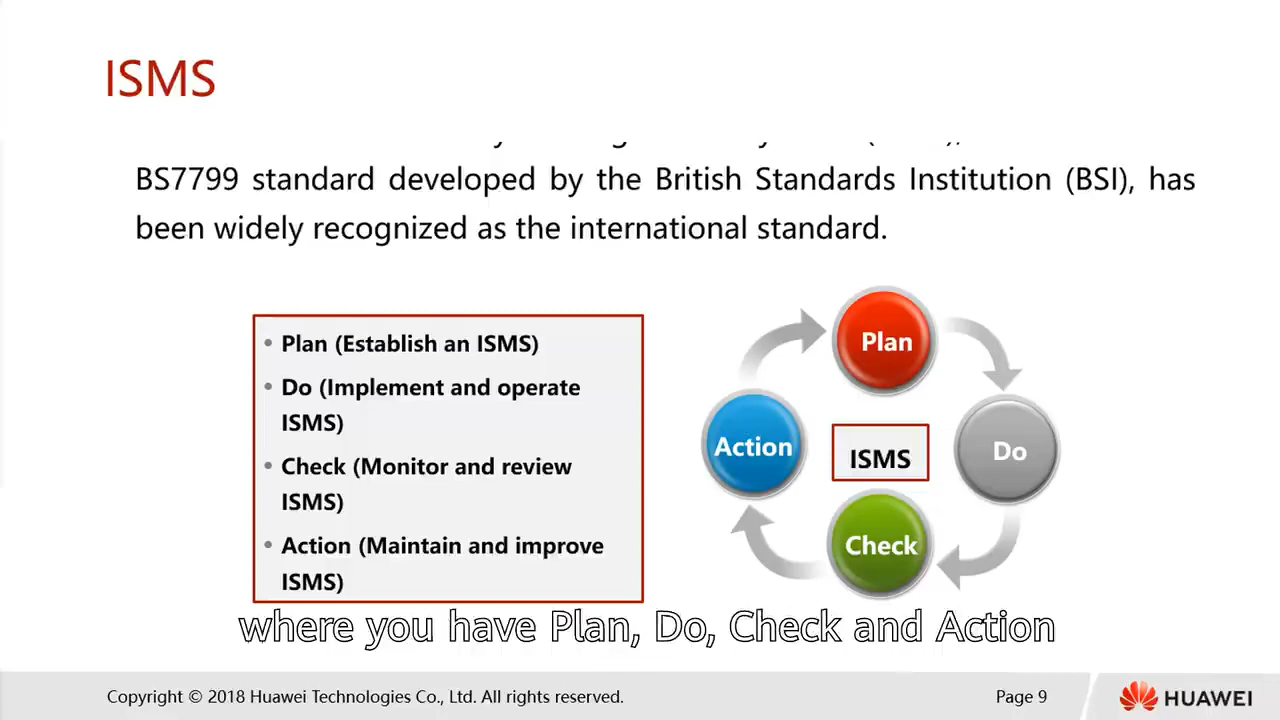 ISMS
BS7799 standard developed by the British Standards Institution (BSI), has
been widely recognized as the international standard.
• Plan (Establish an ISMS)
• Do (Implement and operate
ISMS)
• Check (Monitor and review
ISMS)
• Action (Maintain and improve
ISMS)
Plan
Do
Check
Action
ISMS
where you have Plan, Do, Check and Action
Copyright © 2018 Huawei Technologies Co., Ltd. All rights reserved.
Page 9
HUAWEI